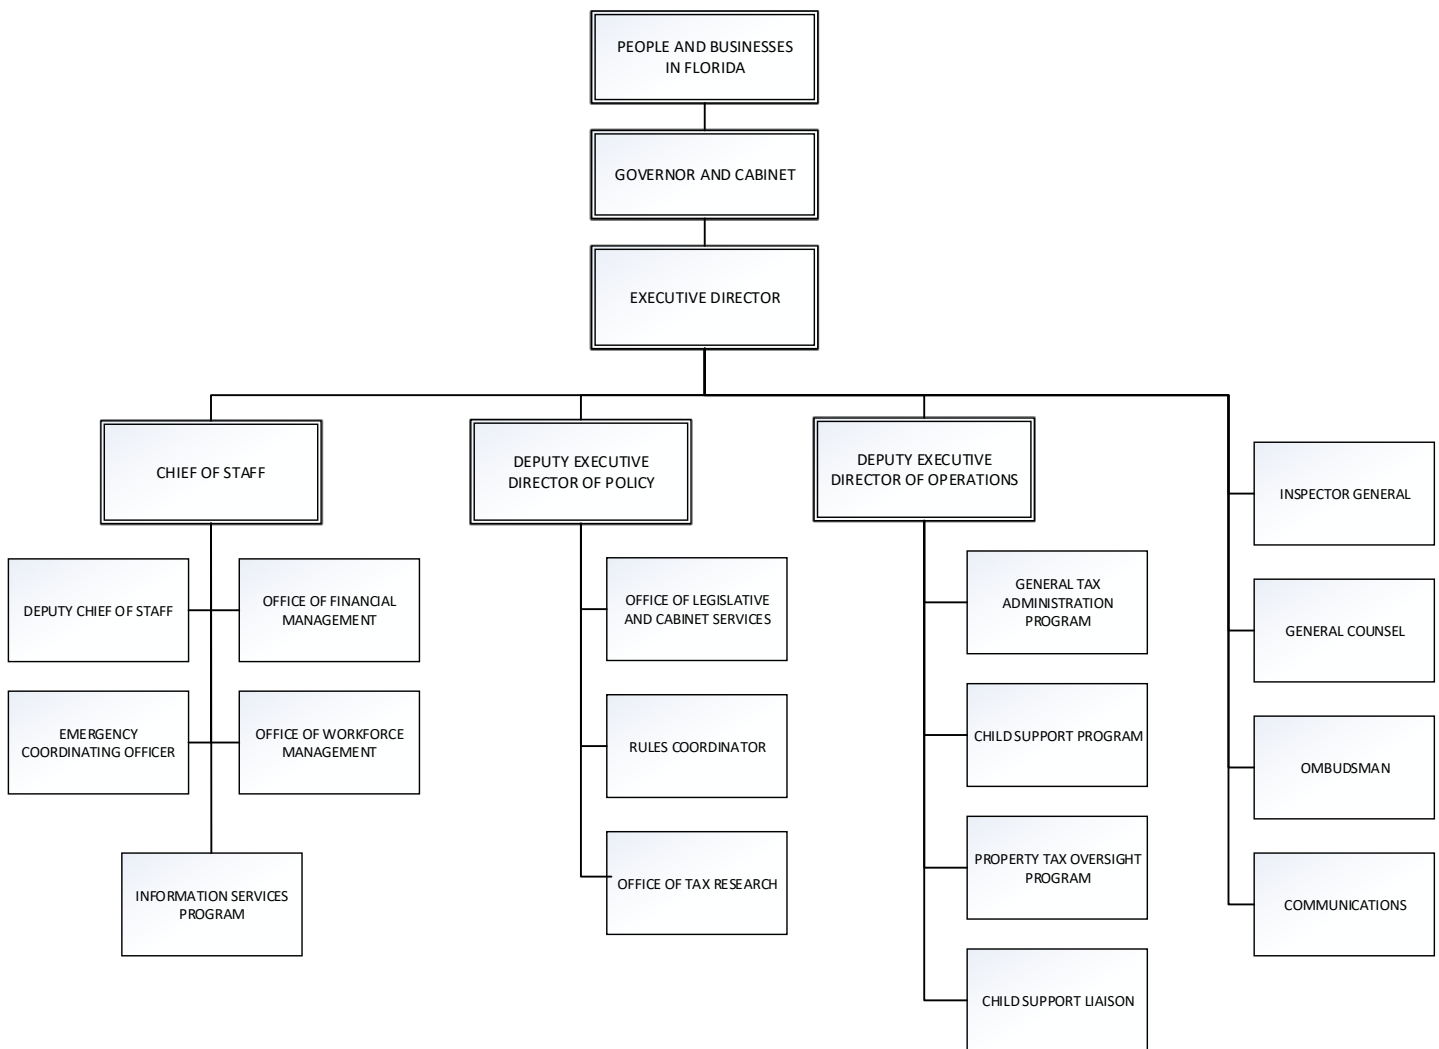 PEOPLE AND BUSINESSES
IN FLORIDA
GOVERNOR AND CABINET
EXECUTIVE DIRECTOR
CHIEF OF STAFF
DEPUTY CHIEF OF STAFF
OFFICE OF FINANCIAL
MANAGEMENT
EMERGENCY
COORDINATING OFFICER
OFFICE OF WORKFORCE
MANAGEMENT
INFORMATION SERVICES
PROGRAM
DEPUTY EXECUTIVE
DIRECTOR OF POLICY
OFFICE OF LEGISLATIVE
AND CABINET SERVICES
RULES COORDINATOR
OFFICE OF TAX RESEARCH
DEPUTY EXECUTIVE
DIRECTOR OF OPERATIONS
GENERAL TAX
ADMINISTRATION
PROGRAM
CHILD SUPPORT PROGRAM
PROPERTY TAX OVERSIGHT
PROGRAM
CHILD SUPPORT LIAISON
INSPECTOR GENERAL
GENERAL COUNSEL
OMBUDSMAN
COMMUNICATIONS